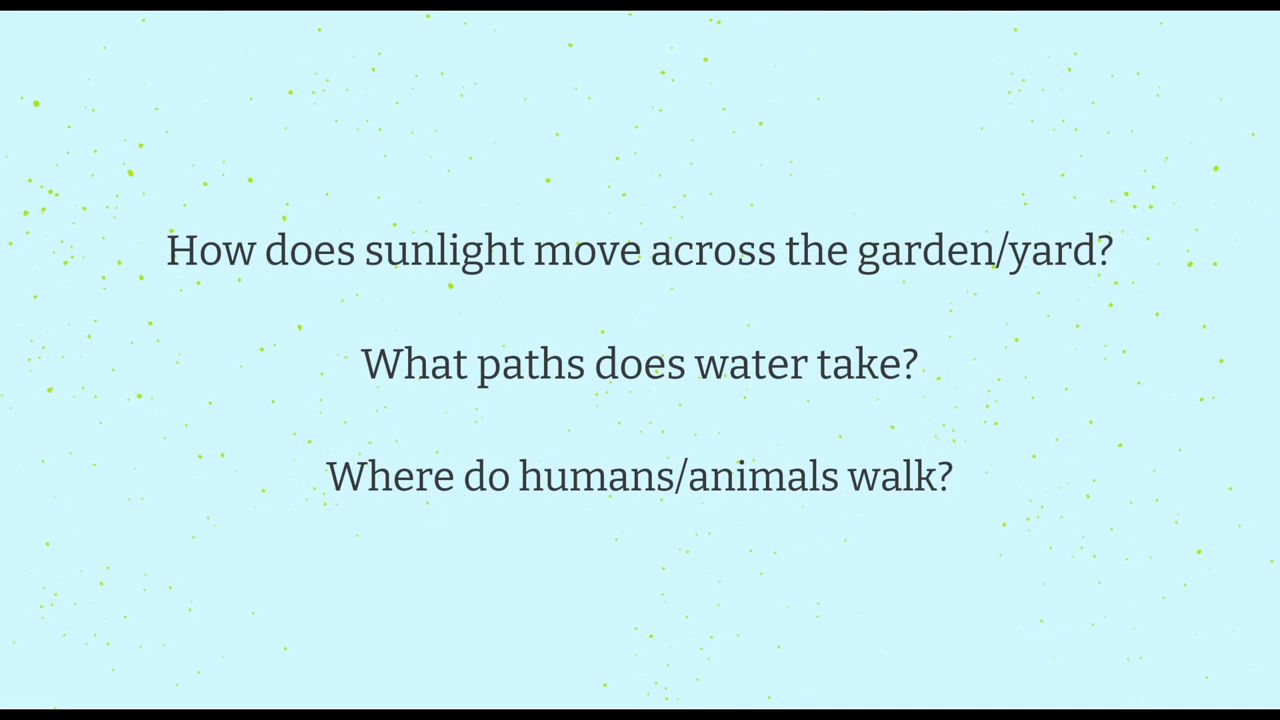 How does sunlight move across the garden/yard?
What paths does water take?
Where do humans/animals walk?